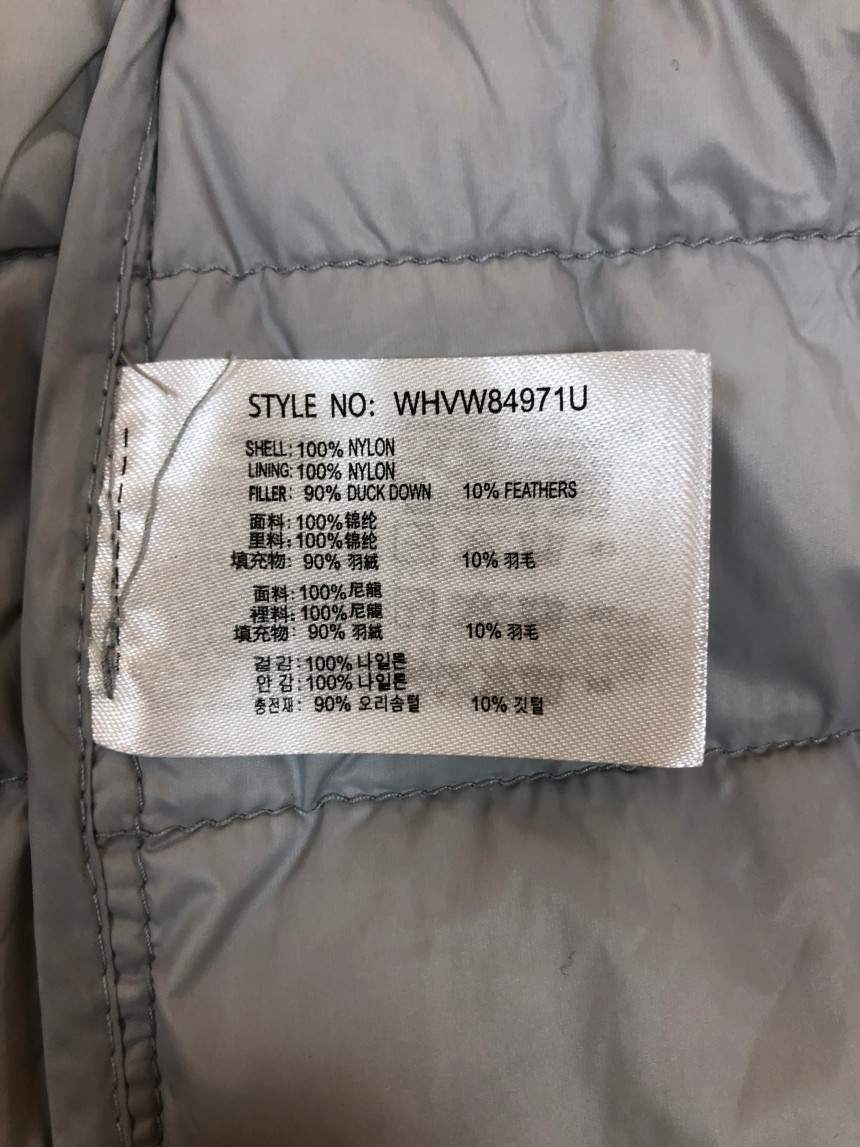 STYLE NO: WHVW84971U
SHELL: 100% NYLON
LINING: 100% NYLON
FILLER: 90% DUCK DOWN 10% FEATHERS
面料: 100%锦纶
里料: 100%锦纶
填充物: 90% 羽绒 10% 羽毛
面料: 100%尼龍
裡料: 100%尼龍
填充物: 90% 羽絨 10% 羽毛
겉감: 100% 나일론
안감: 100% 나일론
충전재: 90% 오리솜털 10% 깃털